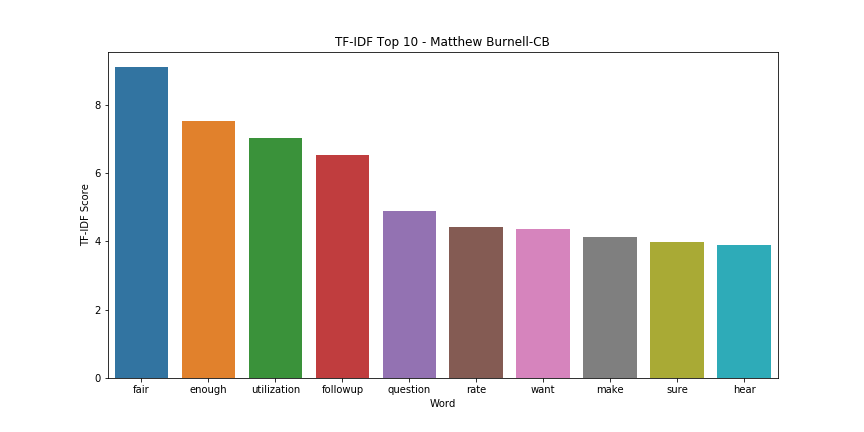 TF-IDF Top 10 - Matthew Burnell-CB
TF-IDF Score
8
6
4
2
0
fair enough utilization followup question rate want make sure hear
Word